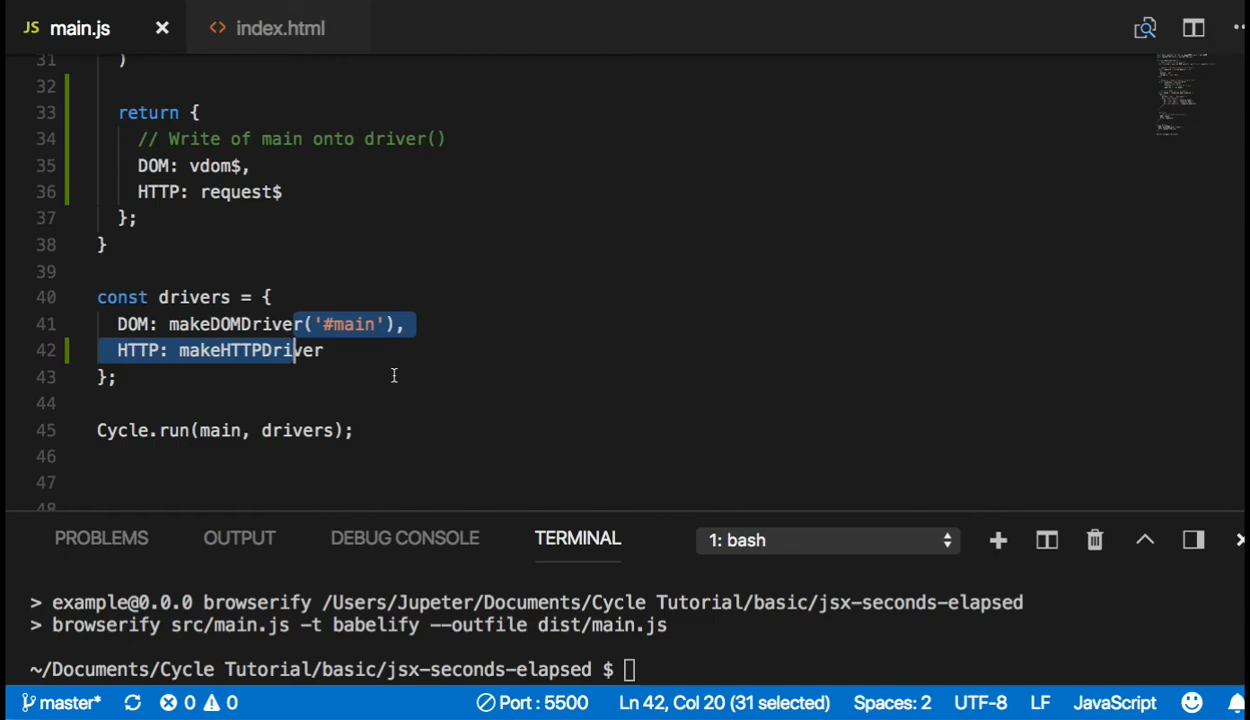 JS main.js × <> index.html
31 )
32
33 return {
34 // Write of main onto driver()
35 DOM: vdom$,
36 HTTP: request$
37 };
38 }
39
40 const drivers = {
41 DOM: makeDOMDriver('#main'),
42 HTTP: makeHTTPDriver
43 };
44
45 Cycle.run(main, drivers);
46
47
48
PROBLEMS OUTPUT DEBUG CONSOLE TERMINAL 1: bash
> example@0.0.0 browserify /Users/Jupeter/Documents/Cycle Tutorial/basic/jsx-seconds-elapsed
> browserify src/main.js -t babelify --outfile dist/main.js
~/Documents/Cycle Tutorial/basic/jsx-seconds-elapsed $
master* 0 0 Port : 5500 Ln 42, Col 20 (31 selected) Spaces: 2 UTF-8 LF JavaScript